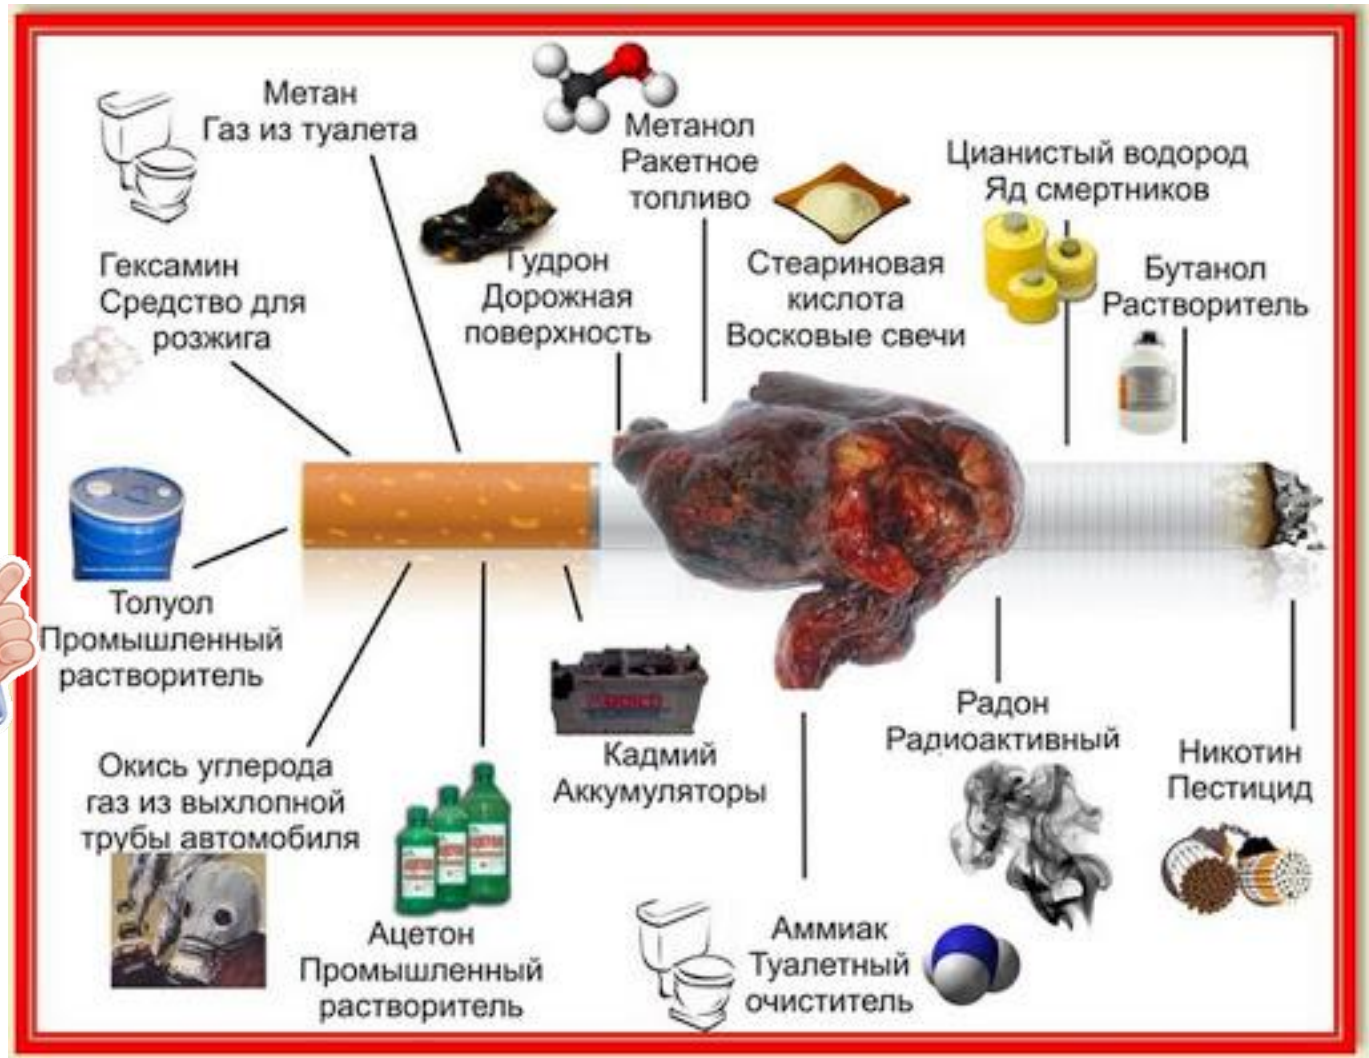 Метан
Газ из туалета
Метанол
Ракетное
топливо
Цианистый водород
Яд смертников
Гексамин
Средство для
розжига
Гудрон
Дорожная
поверхность
Стеариновая
кислота
Восковые свечи
Бутанол
Растворитель
Толуол
Промышленный
растворитель
Окись углерода
газ из выхлопной
трубы автомобиля
Ацетон
Промышленный
растворитель
Кадмий
Аккумуляторы
Радон
Радиоактивный
Никотин
Пестицид
Аммиак
Туалетный
очиститель